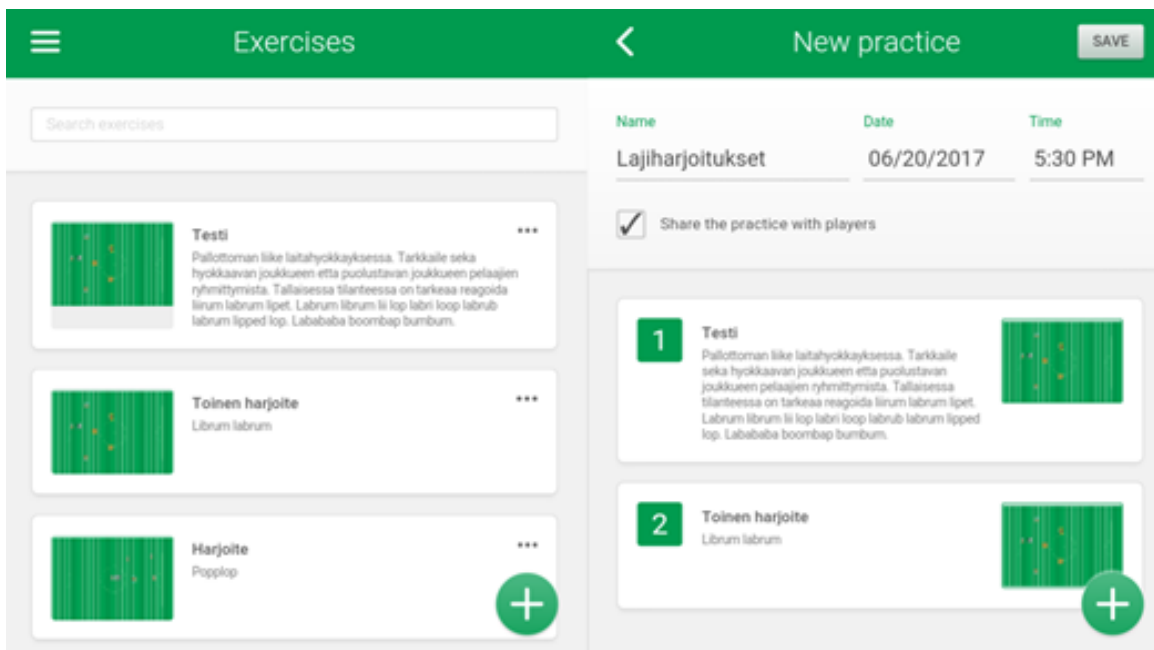 Exercises
Search exercises
Testi
Pallottoman liike laitahyokkayksessa. Tarkkaile seka
hyokkaavan joukkueen etta puolustavan joukkueen pelaajien
ryhmittymista. Tallaisessa tilanteessa on tarkeaa reagoida
liirum labrum lipet. Labrum librum lii lop labri loop labrub
labrum lipped lop. Labababa boombap bumbum.
Toinen harjoite
Librum labrum
Harjoite
Popplop
New practice
SAVE
Name
Date
Time
Lajiharjoitukset
06/20/2017
5:30 PM
Share the practice with players
1
Testi
Pallottoman liike laitahyokkayksessa. Tarkkaile
seka hyokkaavan joukkueen etta puolustavan
joukkueen pelaajien ryhmittymista. Tallaisessa
tilanteessa on tarkeaa reagoida liirum labrum lipet.
Labrum librum lii lop labri loop labrub labrum lipped
lop. Labababa boombap bumbum.
2
Toinen harjoite
Librum labrum